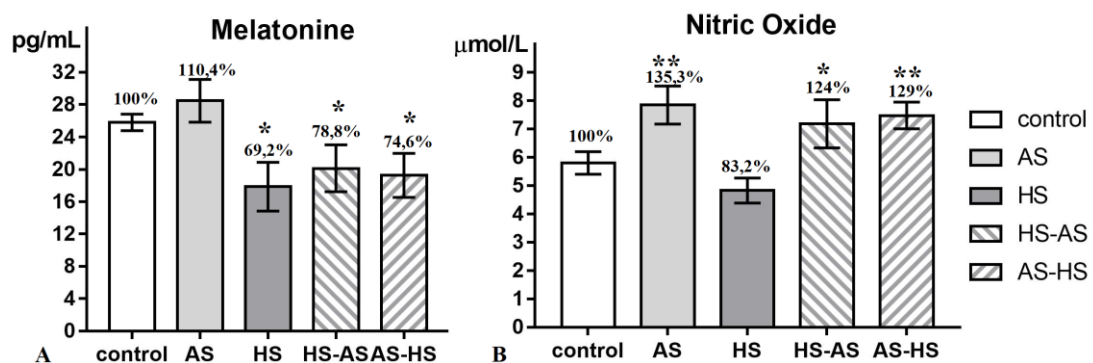 Melatonine
pg/mL
32
28
24
20
16
12
8
4
0
100%
110,4%
*
69,2%
*
78,8%
*
74,6%
control AS HS HS-AS AS-HS
A
Nitric Oxide
μmol/L
9
8
7
6
5
4
3
2
1
0
100%
**
135,3%
83,2%
*
124%
**
129%
control AS HS HS-AS AS-HS
B
control
AS
HS
HS-AS
AS-HS